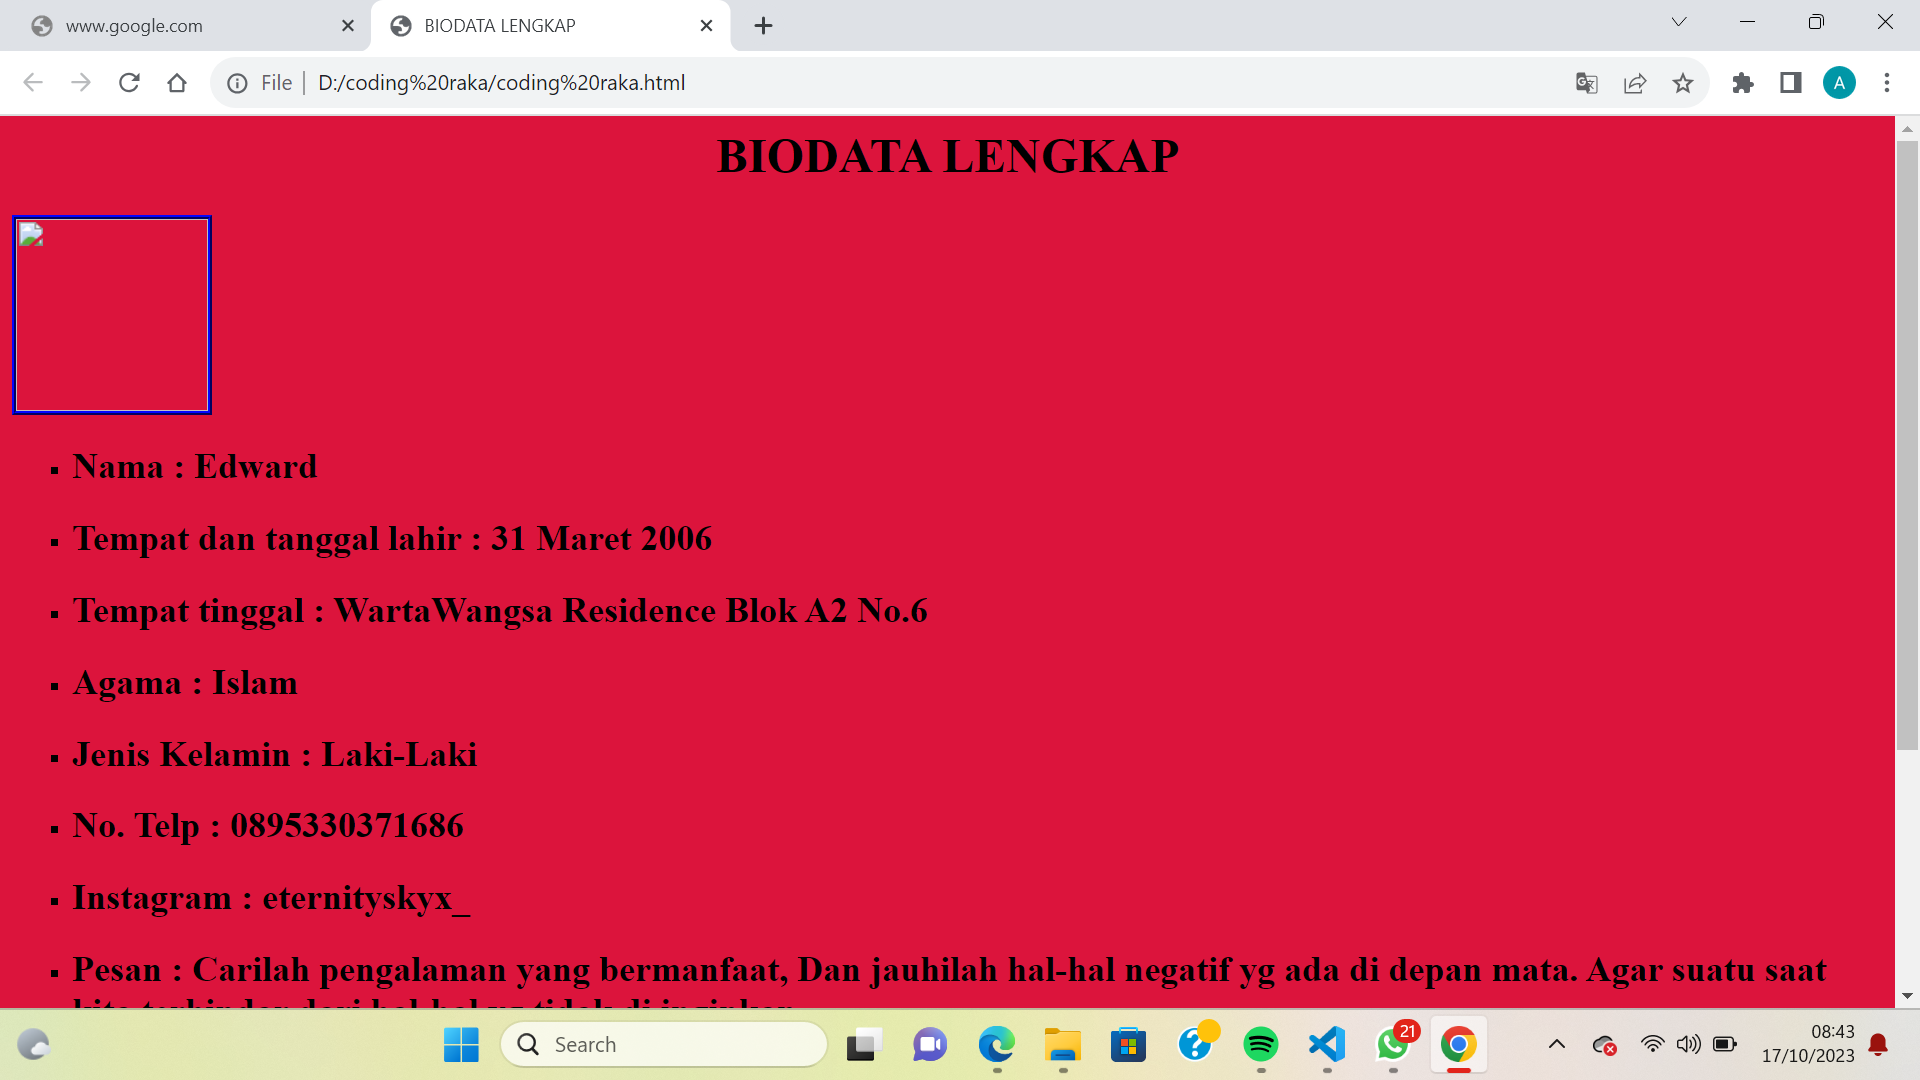 www.google.com
BIODATA LENGKAP
File
D:/coding%20raka/coding%20raka.html
A
BIODATA LENGKAP
Nama : Edward
Tempat dan tanggal lahir : 31 Maret 2006
Tempat tinggal : WartaWangsa Residence Blok A2 No.6
Agama : Islam
Jenis Kelamin : Laki-Laki
No. Telp : 0895330371686
Instagram : eternityskyx_
Pesan : Carilah pengalaman yang bermanfaat, Dan jauhilah hal-hal negatif yg ada di depan mata. Agar suatu saat
Search
21
08:43
17/10/2023